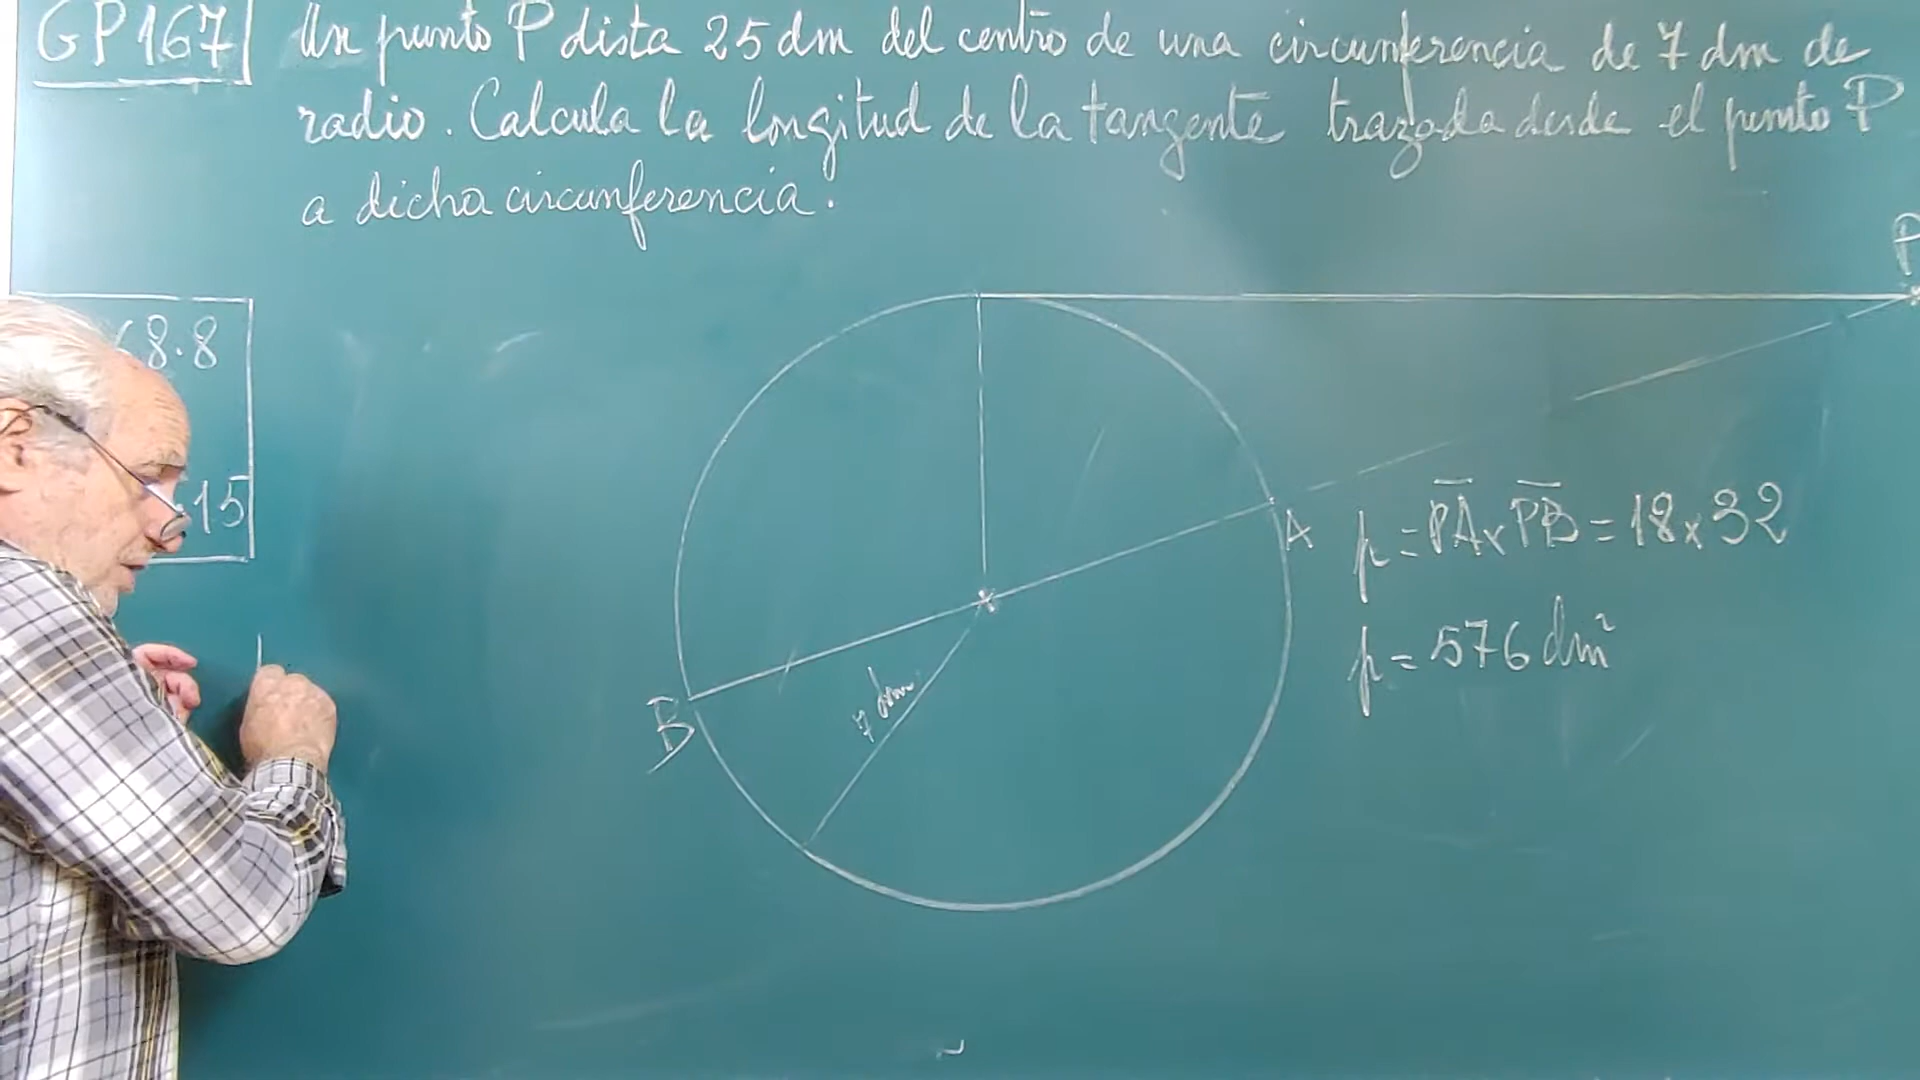 GP167
Un punto P dista 25 dm del centro de una circunferencia de 7 dm de
radio. Calcula la longitud de la tangente trazada desde el punto P
a dicha circunferencia.
P
68.8
15
A
p = PA x PB = 18 x 32
p = 576 dm²
7 dm
B